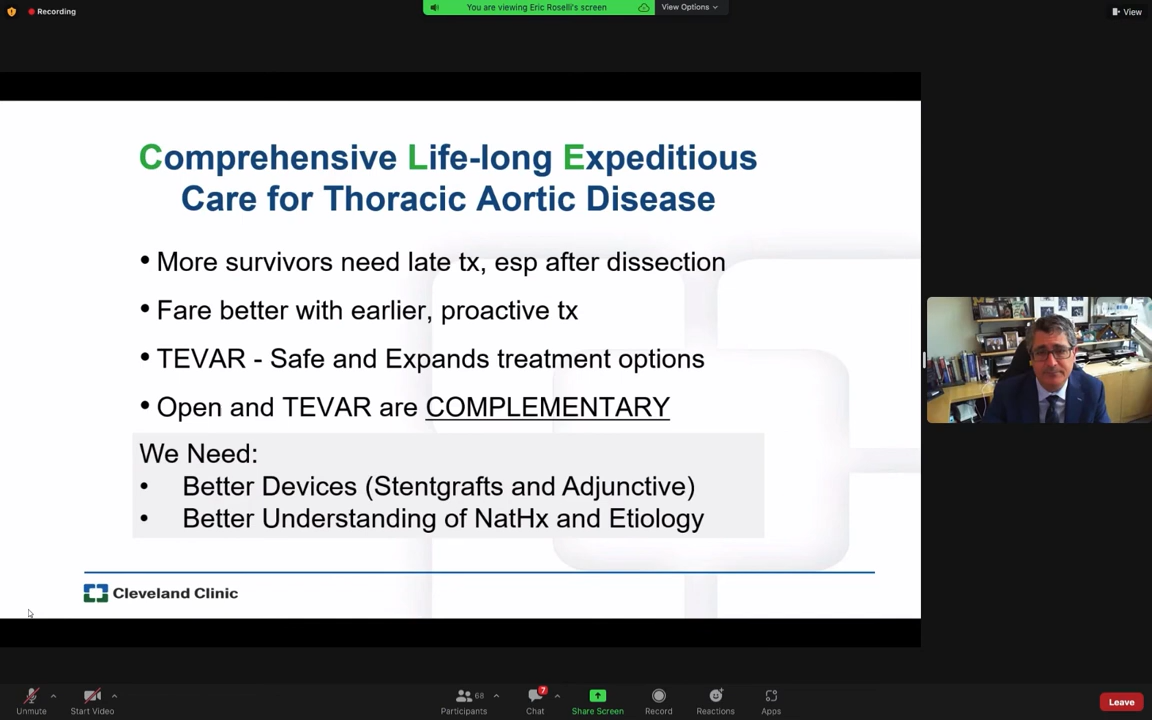 Recording
You are viewing Eric Roselli's screen
View Options
View
Comprehensive Life-long Expeditious
Care for Thoracic Aortic Disease
• More survivors need late tx, esp after dissection
• Fare better with earlier, proactive tx
• TEVAR - Safe and Expands treatment options
• Open and TEVAR are COMPLEMENTARY
We Need:
• Better Devices (Stentgrafts and Adjunctive)
• Better Understanding of NatHx and Etiology
Cleveland Clinic
Unmute
Start Video
68
Participants
7
Chat
Share Screen
Record
Reactions
Apps
Leave